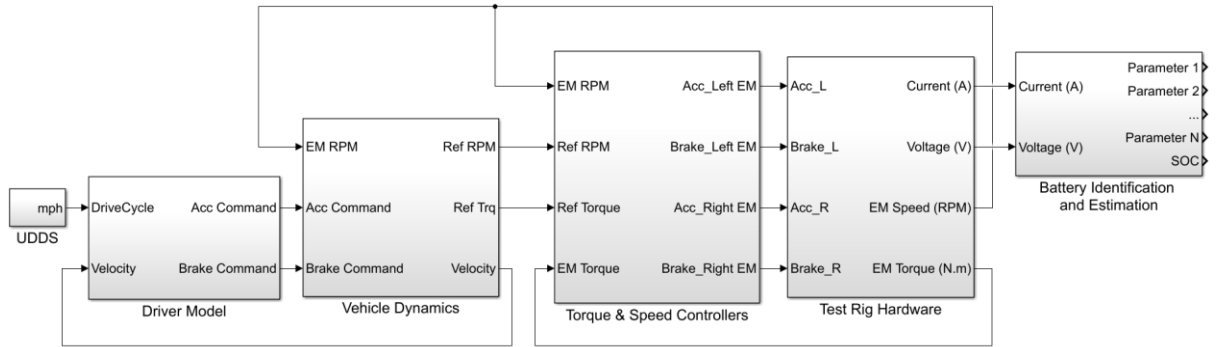 mph
UDDS
DriveCycle
Acc Command
Velocity
Brake Command
Driver Model
EM RPM
Ref RPM
Acc Command
Ref Trq
Brake Command
Velocity
Vehicle Dynamics
EM RPM
Acc_Left EM
Ref RPM
Brake_Left EM
Ref Torque
Acc_Right EM
EM Torque
Brake_Right EM
Torque & Speed Controllers
Acc_L
Current (A)
Brake_L
Voltage (V)
Acc_R
EM Speed (RPM)
Brake_R
EM Torque (N.m)
Test Rig Hardware
Current (A)
Voltage (V)
Parameter 1
Parameter 2
...
Parameter N
SOC
Battery Identification
and Estimation